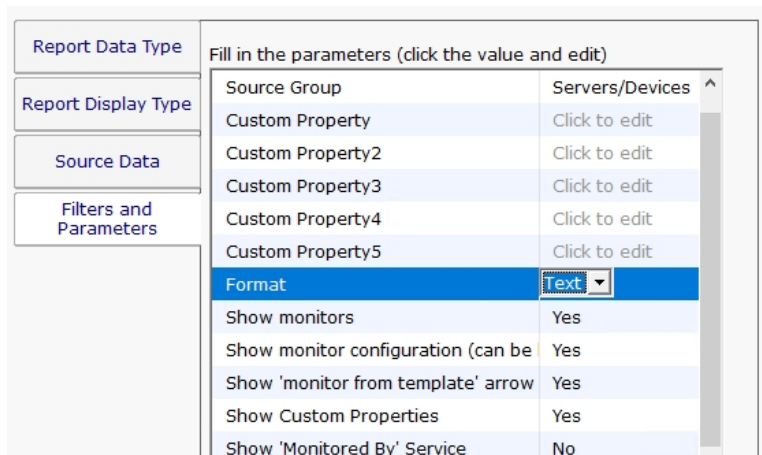 Report Data Type
Report Display Type
Source Data
Filters and
Parameters
Fill in the parameters (click the value and edit)
Source Group Servers/Devices
Custom Property Click to edit
Custom Property2 Click to edit
Custom Property3 Click to edit
Custom Property4 Click to edit
Custom Property5 Click to edit
Format Text
Show monitors Yes
Show monitor configuration (can be Yes
Show 'monitor from template' arrow Yes
Show Custom Properties Yes
Show 'Monitored By' Service No